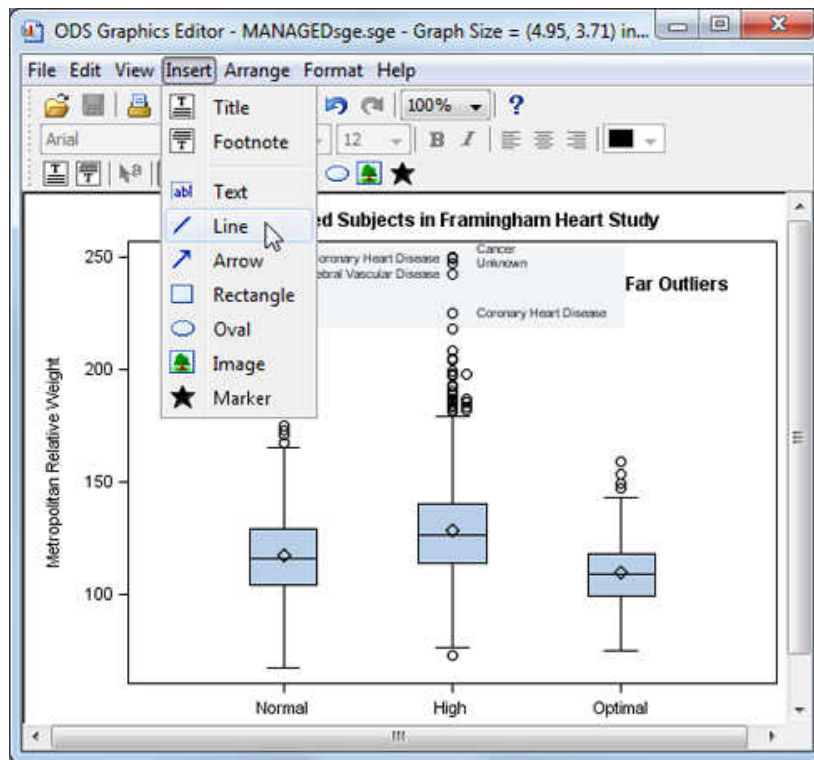 ODS Graphics Editor - MANAGEDsge.sge - Graph Size = (4.95, 3.71) in...
File Edit View Insert Arrange Format Help
100%
?
Arial
12
B I
Title
Footnote
abl Text
Line
Arrow
Rectangle
Oval
Image
Marker
Subjects in Framingham Heart Study
Heart Disease
Vascular Disease
Cancer
Unknown
Far Outliers
Coronary Heart Disease
250
200
150
100
Metropolitan Relative Weight
Normal High Optimal